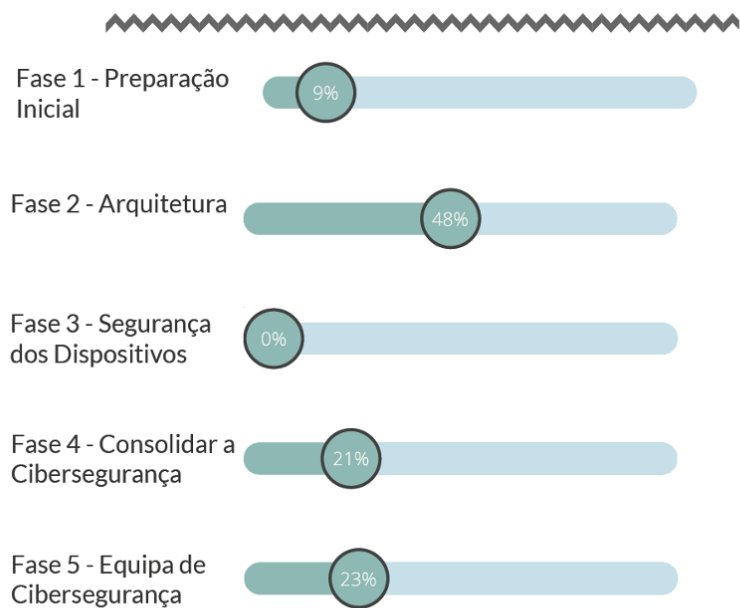 Fase 1 - Preparação
Inicial
9%
Fase 2 - Arquitetura
48%
Fase 3 - Segurança
dos Dispositivos
0%
Fase 4 - Consolidar a
Cibersegurança
21%
Fase 5 - Equipa de
Cibersegurança
23%